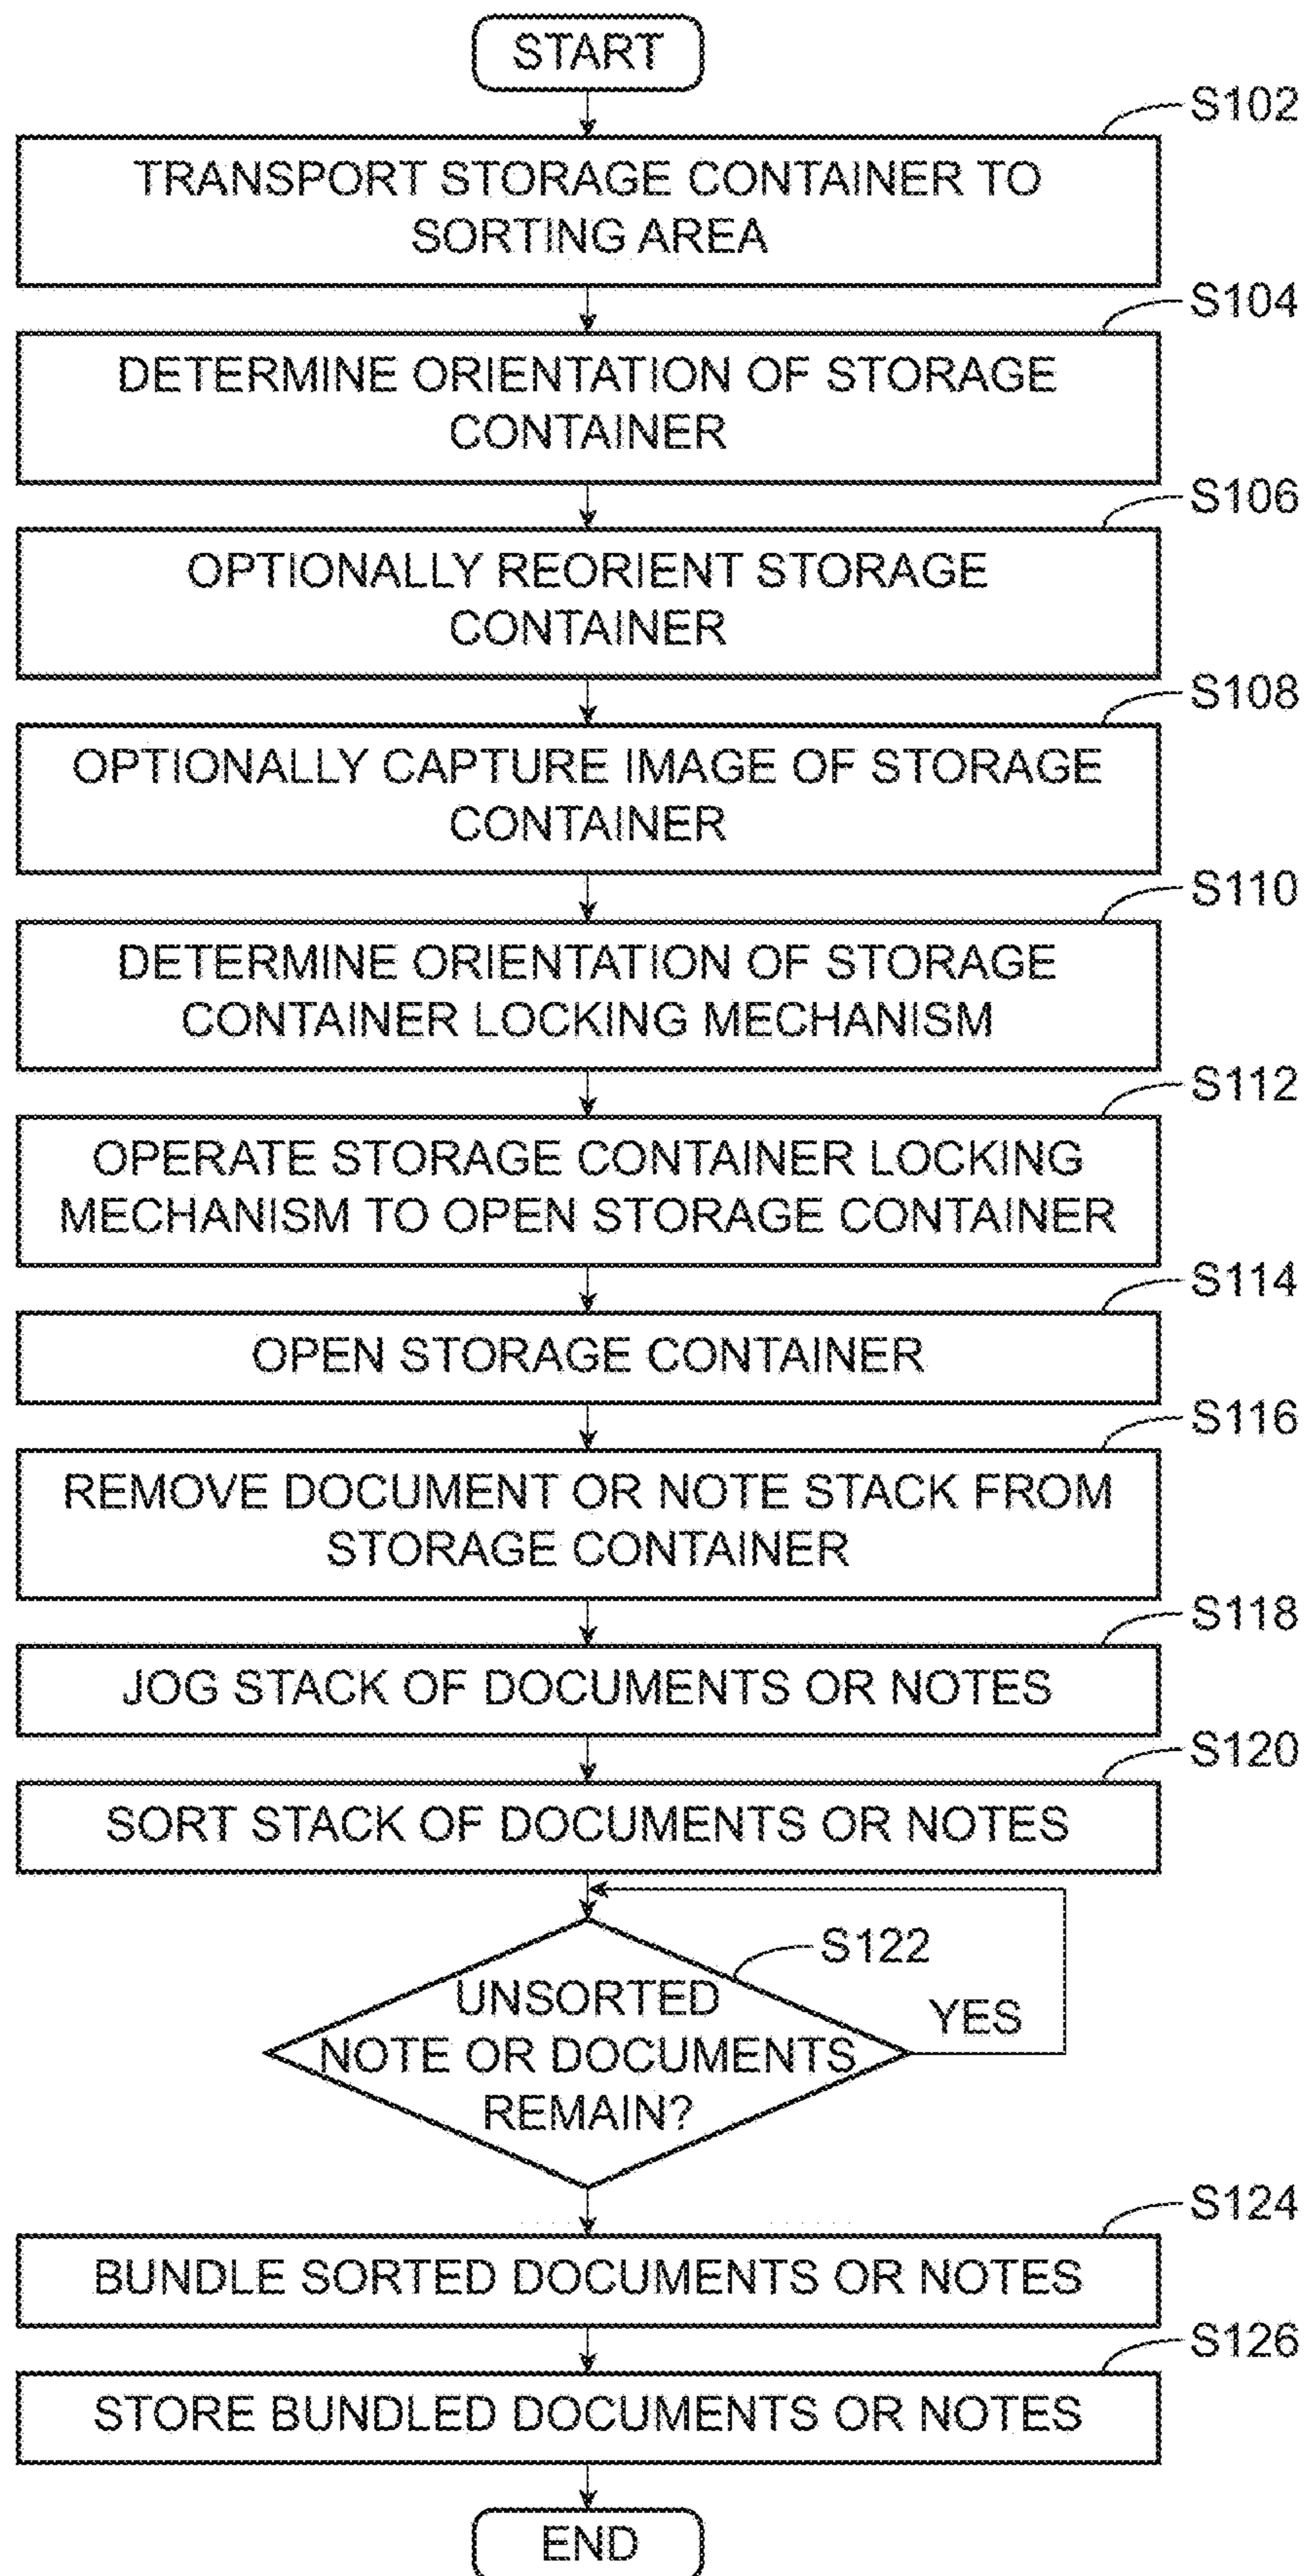 START
S102
TRANSPORT STORAGE CONTAINER TO
SORTING AREA
S104
DETERMINE ORIENTATION OF STORAGE
CONTAINER
S106
OPTIONALLY REORIENT STORAGE
CONTAINER
S108
OPTIONALLY CAPTURE IMAGE OF STORAGE
CONTAINER
S110
DETERMINE ORIENTATION OF STORAGE
CONTAINER LOCKING MECHANISM
S112
OPERATE STORAGE CONTAINER LOCKING
MECHANISM TO OPEN STORAGE CONTAINER
S114
OPEN STORAGE CONTAINER
S116
REMOVE DOCUMENT OR NOTE STACK FROM
STORAGE CONTAINER
S118
JOG STACK OF DOCUMENTS OR NOTES
S120
SORT STACK OF DOCUMENTS OR NOTES
S122
UNSORTED
NOTE OR DOCUMENTS
REMAIN?
YES
S124
BUNDLE SORTED DOCUMENTS OR NOTES
S126
STORE BUNDLED DOCUMENTS OR NOTES
END